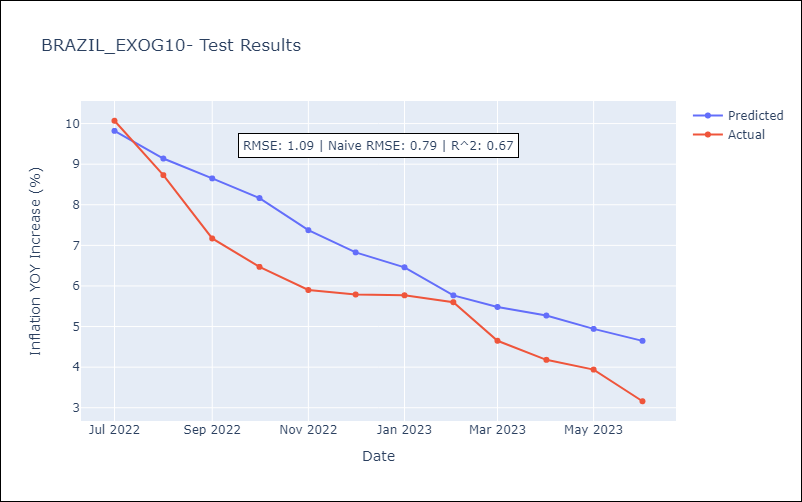 BRAZIL_EXOG10- Test Results
Predicted
Actual
RMSE: 1.09 | Naive RMSE: 0.79 | R^2: 0.67
Inflation YOY Increase (%)
10
9
8
7
6
5
4
3
Jul 2022
Sep 2022
Nov 2022
Jan 2023
Mar 2023
May 2023
Date